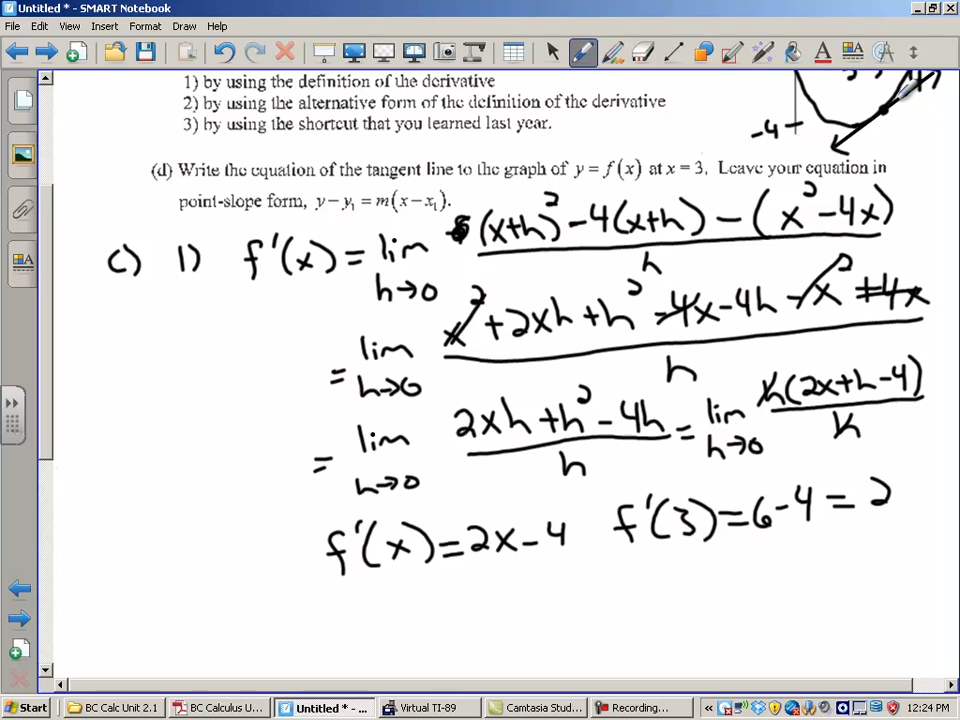 Untitled * - SMART Notebook
File Edit View Insert Format Draw Help
1) by using the definition of the derivative
2) by using the alternative form of the definition of the derivative
3) by using the shortcut that you learned last year.
-4
(d) Write the equation of the tangent line to the graph of y = f(x) at x = 3. Leave your equation in
point-slope form, y − y₁ = m(x − x₁).
c) 1) f'(x) = lim h→0 (x+h)² - 4(x+h) - (x² - 4x) / h
= lim h→0 x² + 2xh + h² - 4x - 4h - x² + 4x / h
= lim h→0 2xh + h² - 4h / h = lim h→0 h(2x+h-4) / h
f'(x) = 2x - 4 f'(3) = 6 - 4 = 2
Start BC Calc Unit 2.1 BC Calculus U... Untitled * - ... Virtual TI-89 Camtasia Stud... Recording... « 12:24 PM